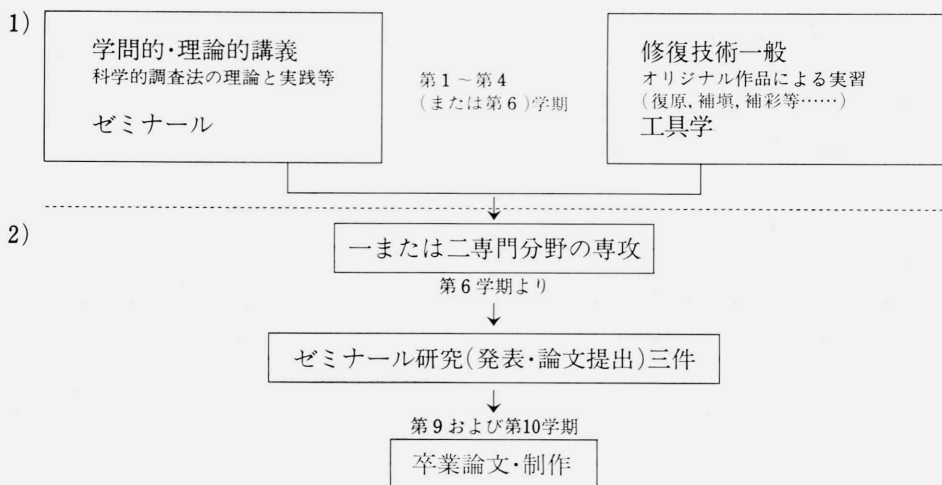 1)
学問的・理論的講義
科学的調査法の理論と実践等
ゼミナール
第1～第4
(または第6)学期
修復技術一般
オリジナル作品による実習
(復原,補塡,補彩等……)
工具学
2)
一または二専門分野の専攻
第6学期より
ゼミナール研究(発表・論文提出)三件
第9および第10学期
卒業論文・制作